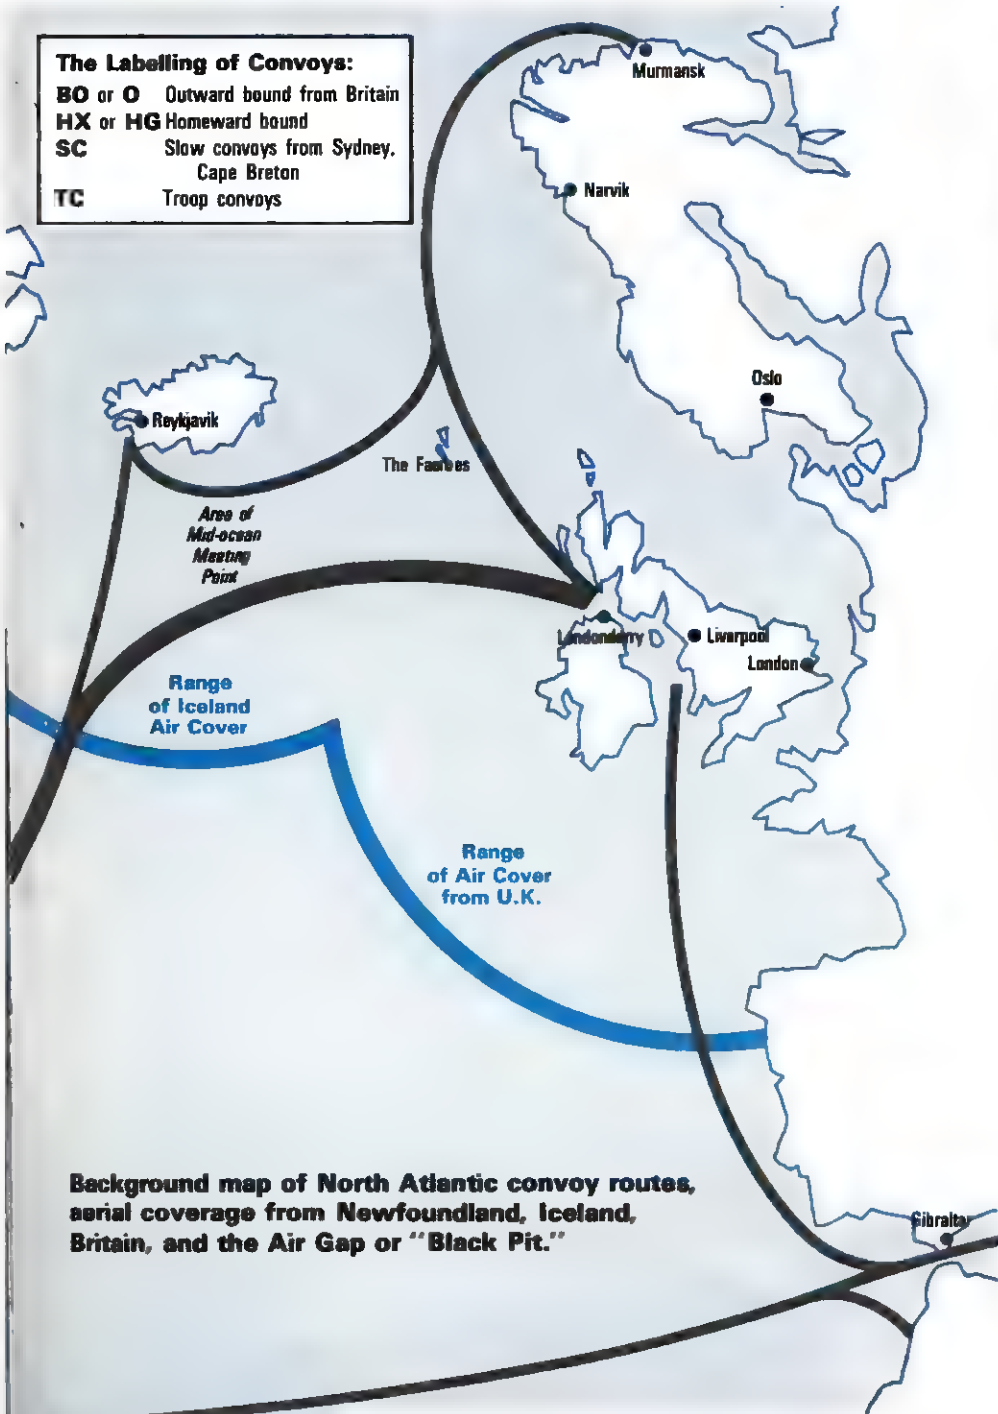 The Labelling of Convoys:
BO or O Outward bound from Britain
HX or HG Homeward bound
SC Slow convoys from Sydney,
Cape Breton
TC Troop convoys
Murmansk
Narvik
Oslo
Reykjavik
The Faeroes
Area of
Mid-ocean
Meeting
Point
Londonderry
Liverpool
London
Range
of Iceland
Air Cover
Range
of Air Cover
from U.K.
Background map of North Atlantic convoy routes,
aerial coverage from Newfoundland, Iceland,
Britain, and the Air Gap or "Black Pit."
Gibraltar